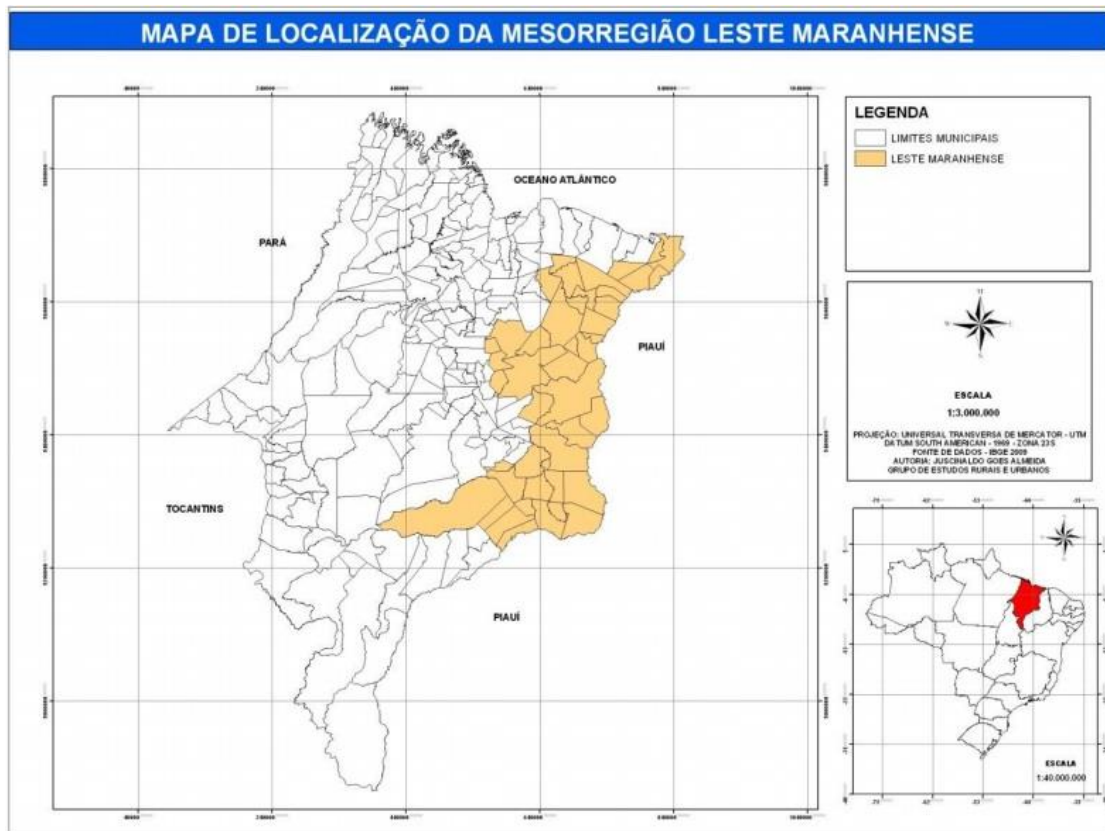 MAPA DE LOCALIZAÇÃO DA MESORREGIÃO LESTE MARANHENSE
OCEANO ATLÂNTICO
PARÁ
PIAUÍ
TOCANTINS
PIAUÍ
LEGENDA
LIMITES MUNICIPAIS
LESTE MARANHENSE
ESCALA
1:3.000.000
PROJEÇÃO: UNIVERSAL TRANSVERSA DE MERCATOR - UTM
DATUM SOUTH AMERICAN - 1969 - ZONA 23S
FONTE DE DADOS - IBGE 2009
AUTORIA: JUSCINALDO GOES ALMEIDA
GRUPO DE ESTUDOS RURAIS E URBANOS
ESCALA
1:40.000.000